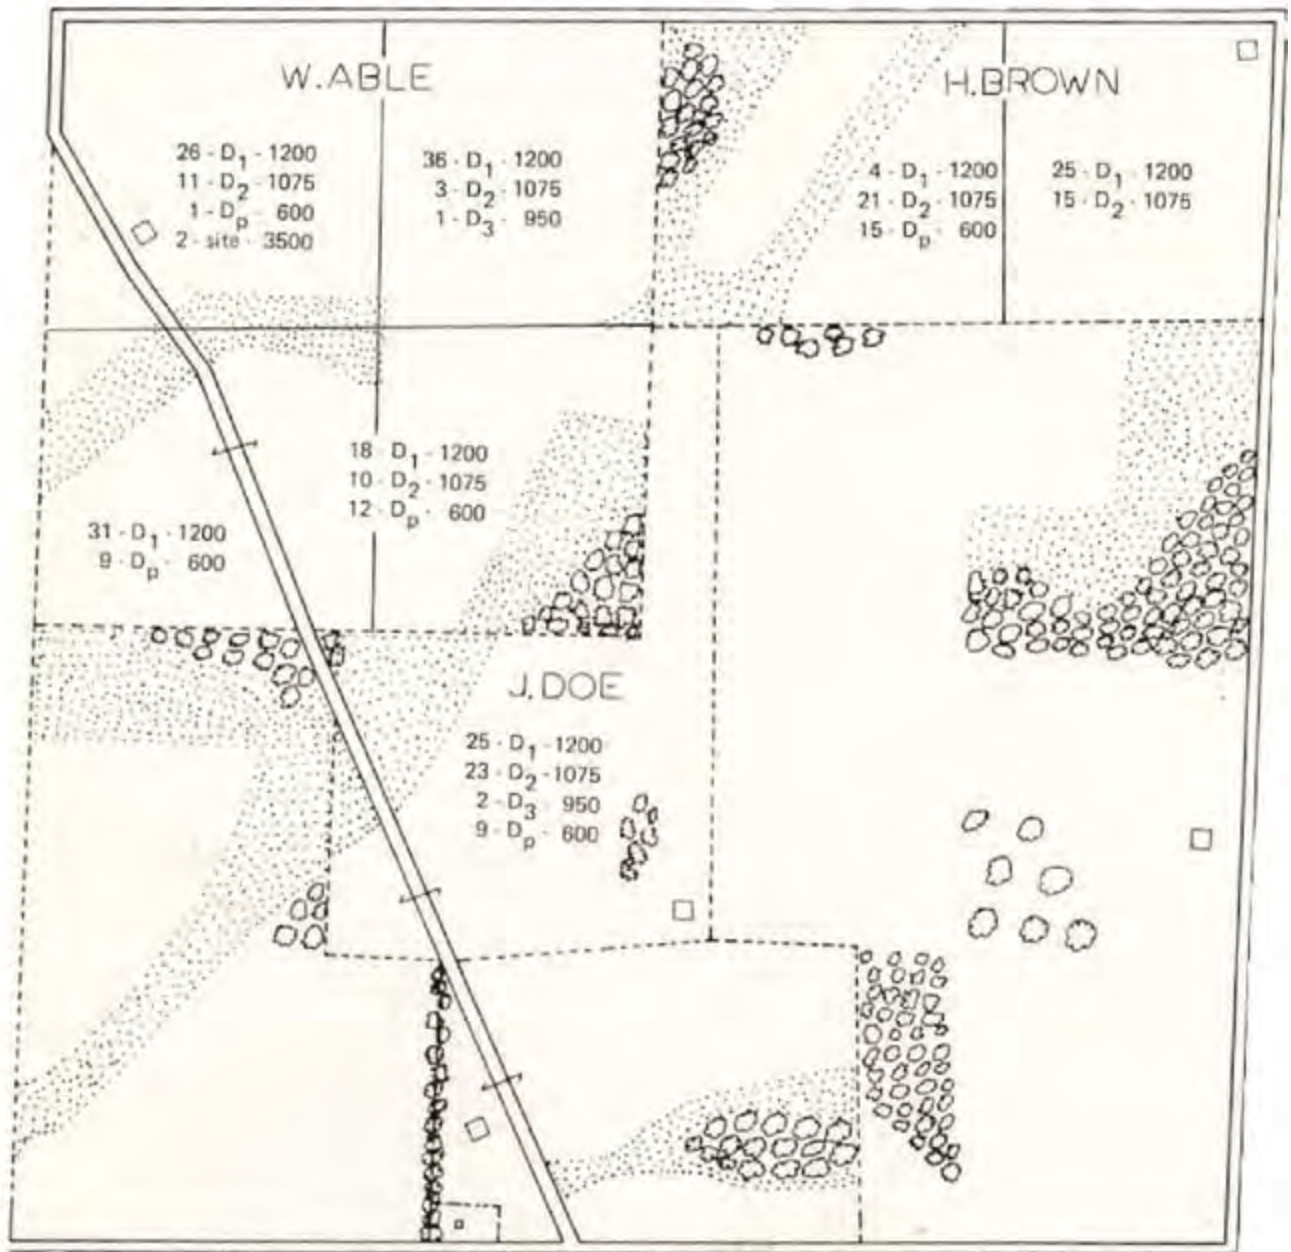 W. ABLE
26 - D₁ - 1200
11 - D₂ - 1075
1 - Dₚ - 600
2 - site - 3500
36 - D₁ - 1200
3 - D₂ - 1075
1 - D₃ - 950
H. BROWN
4 - D₁ - 1200
21 - D₂ - 1075
15 - Dₚ - 600
25 - D₁ - 1200
15 - D₂ - 1075
18 - D₁ - 1200
10 - D₂ - 1075
12 - Dₚ - 600
31 - D₁ - 1200
9 - Dₚ - 600
J. DOE
25 - D₁ - 1200
23 - D₂ - 1075
2 - D₃ - 950
9 - Dₚ - 600